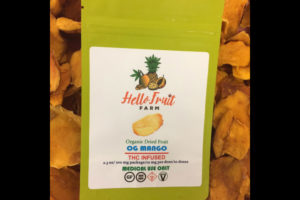 Hello Fruit
FARM
Organic Dried Fruit
OG MANGO
THC INFUSED
MEDICAL USE ONLY